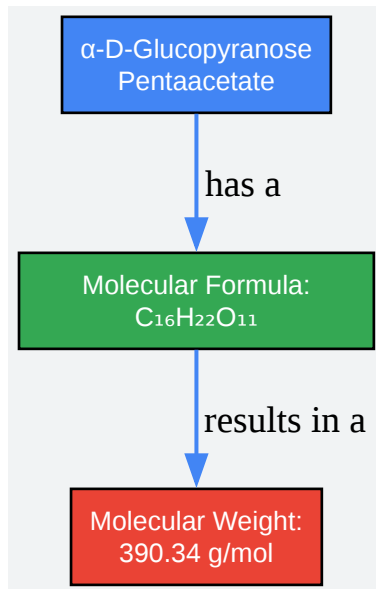 α-D-Glucopyranose
Pentaacetate
has a
Molecular Formula:
C₁₆H₂₂O₁₁
results in a
Molecular Weight:
390.34 g/mol